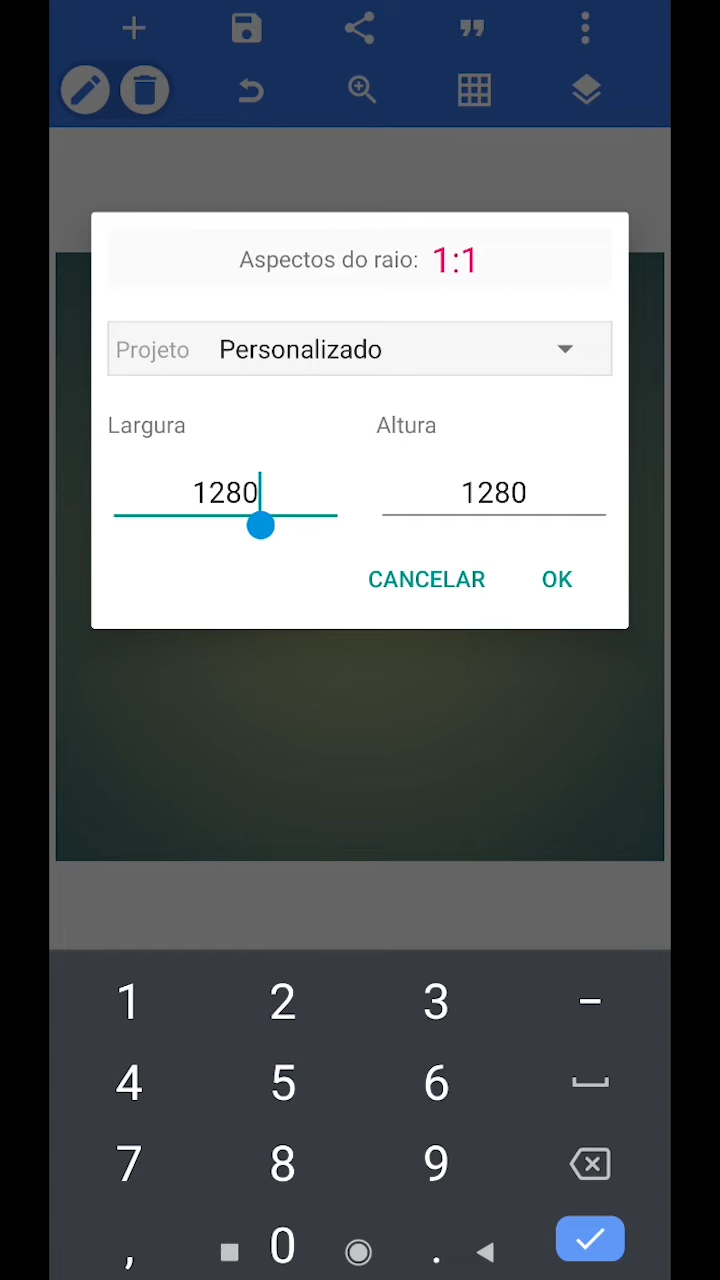 Aspectos do raio: 1:1
Projeto Personalizado
Largura Altura
1280 1280
CANCELAR OK
1 2 3 –
4 5 6
7 8 9
, 0 .